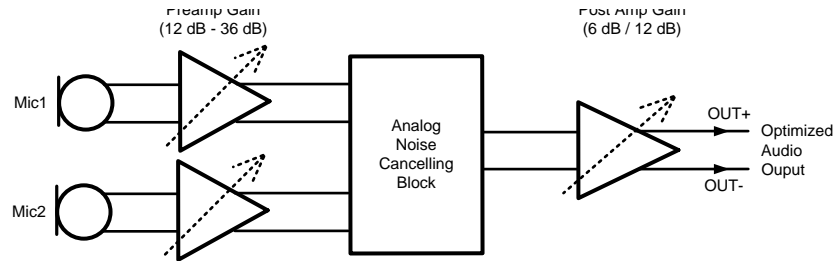 Preamp Gain
(12 dB - 36 dB)
Post Amp Gain
(6 dB / 12 dB)
Mic1
Mic2
Analog
Noise
Cancelling
Block
OUT+
OUT-
Optimized
Audio
Ouput